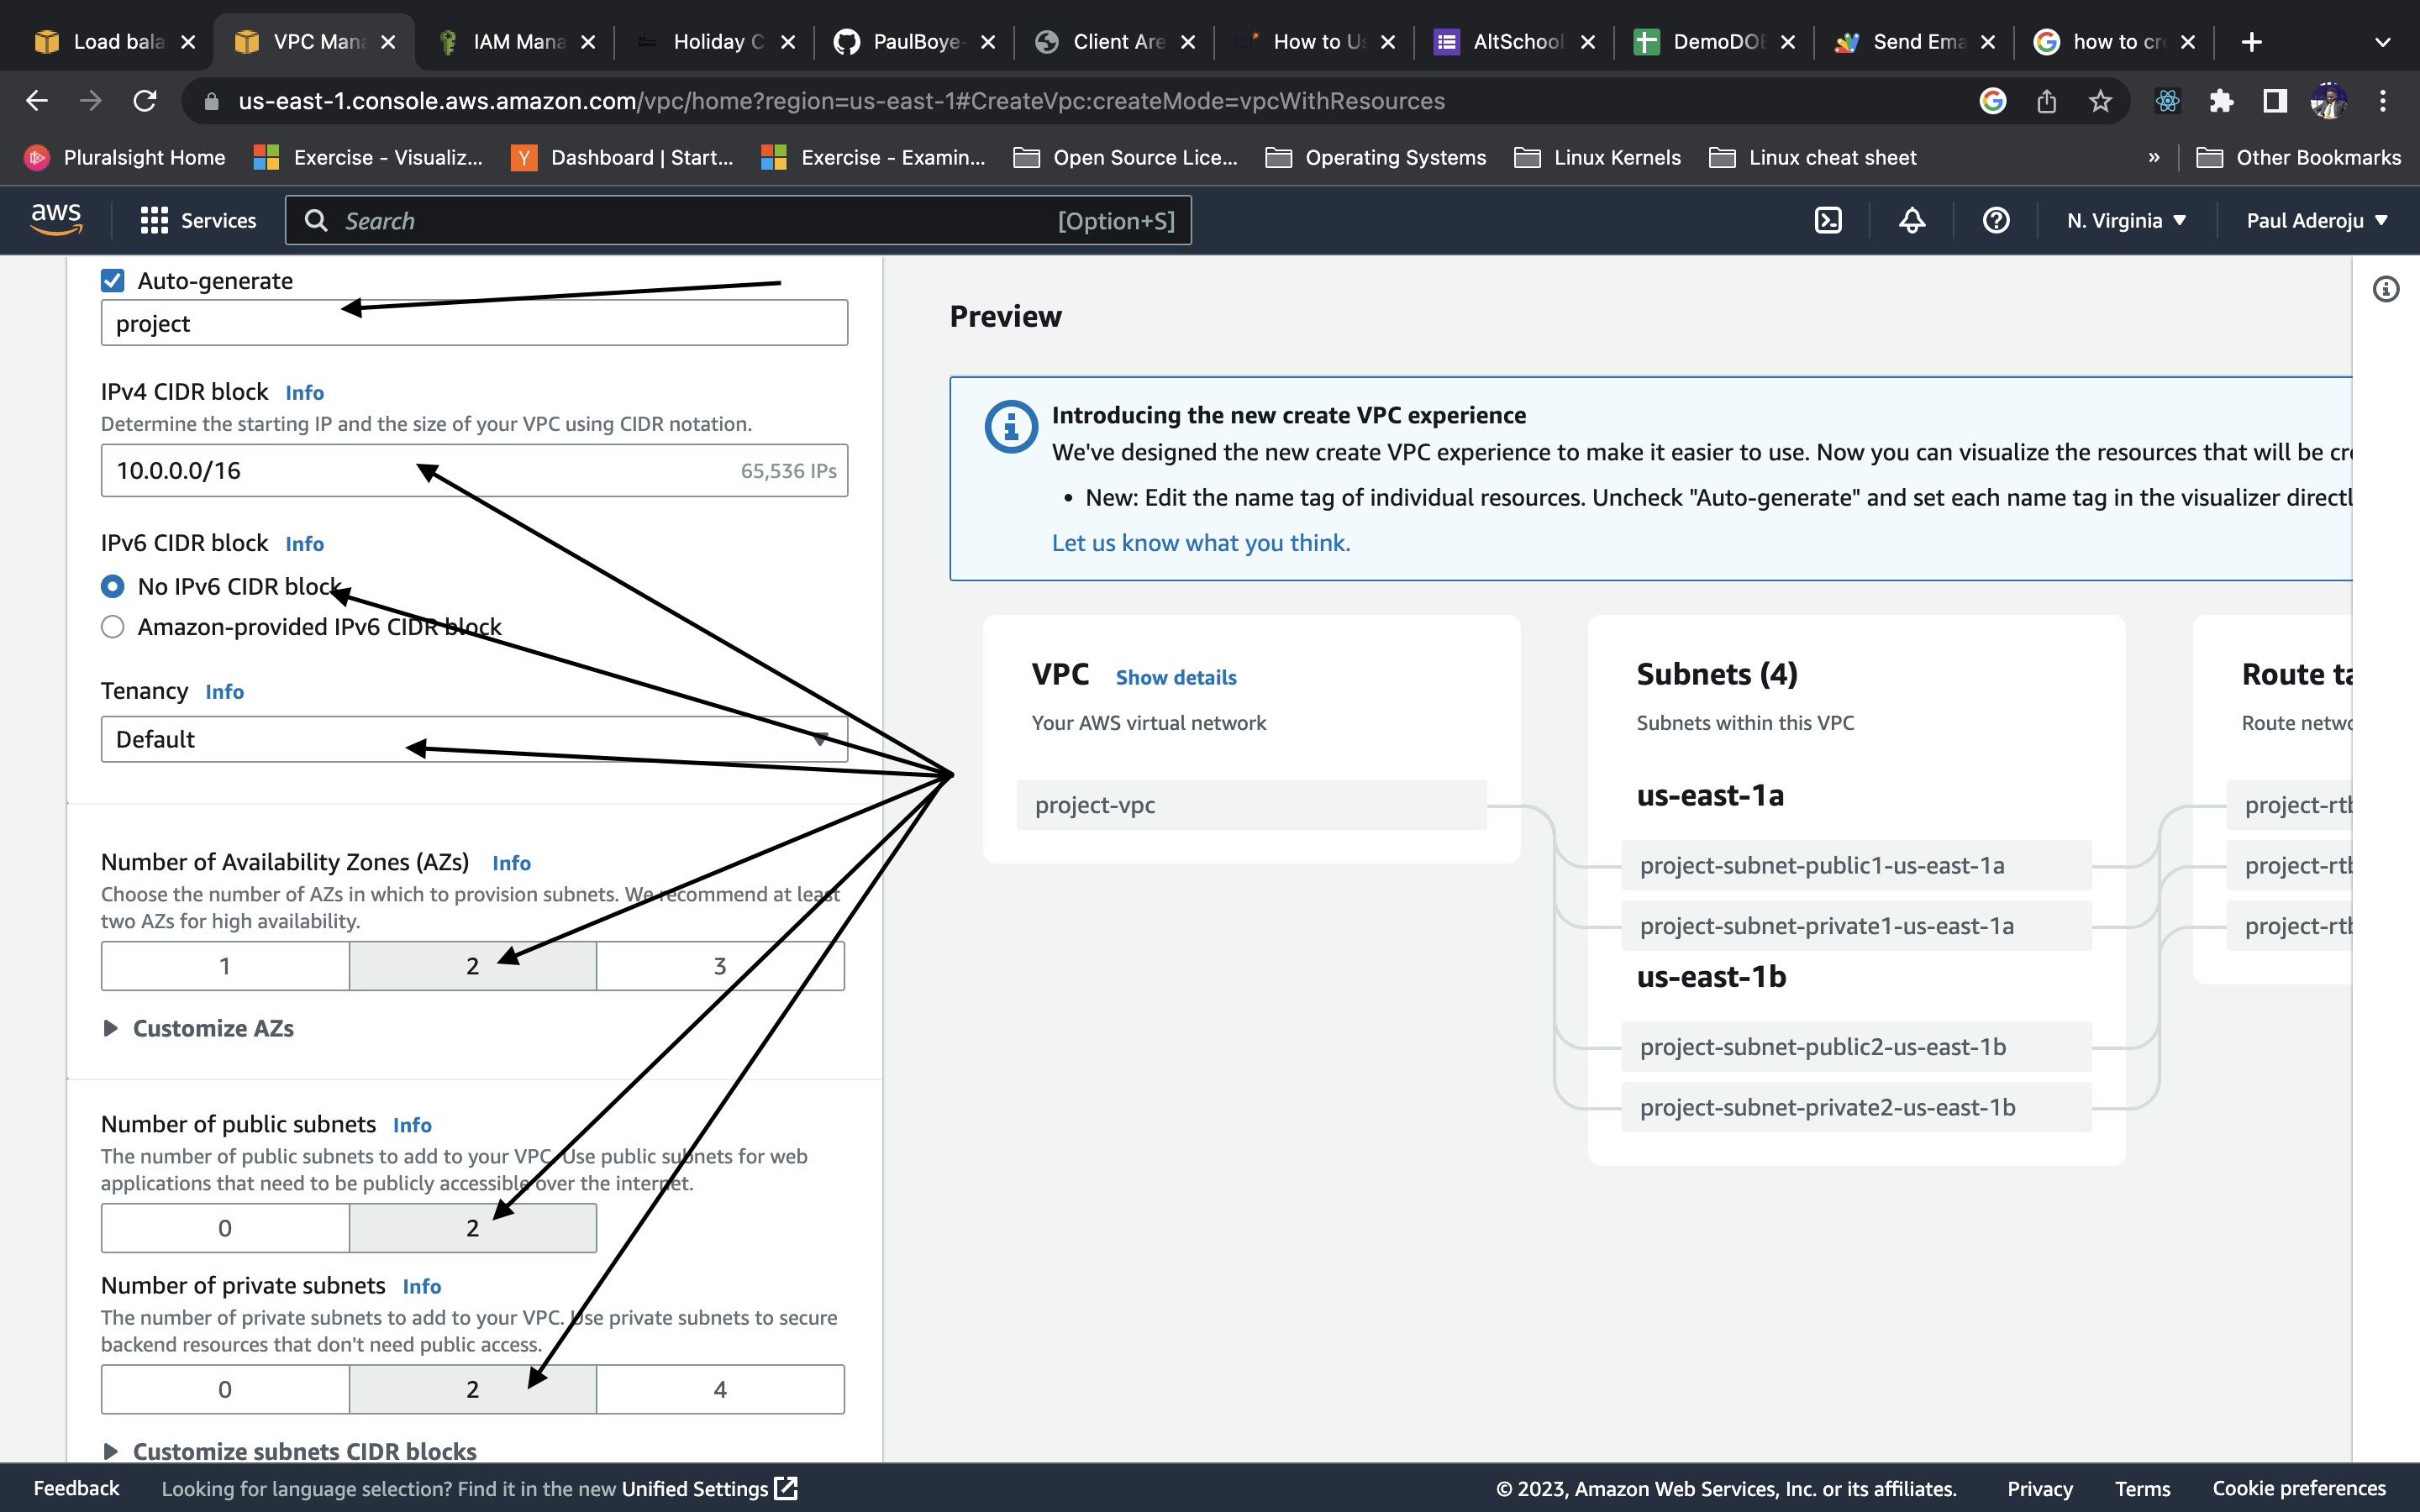 Load bala
VPC Mana
IAM Mana
Holiday C
PaulBoye-
Client Are
How to Us
AltSchool
DemoDOB
Send Ema
how to cr
us-east-1.console.aws.amazon.com/vpc/home?region=us-east-1#CreateVpc:createMode=vpcWithResources
Pluralsight Home
Exercise - Visualiz...
Dashboard | Start...
Exercise - Examin...
Open Source Lice...
Operating Systems
Linux Kernels
Linux cheat sheet
»
Other Bookmarks
aws
Services
Search
[Option+S]
N. Virginia
Paul Aderoju
Auto-generate
project
IPv4 CIDR block Info
Determine the starting IP and the size of your VPC using CIDR notation.
10.0.0.0/16
65,536 IPs
IPv6 CIDR block Info
No IPv6 CIDR block
Amazon-provided IPv6 CIDR block
Tenancy Info
Default
Number of Availability Zones (AZs) Info
Choose the number of AZs in which to provision subnets. We recommend at least
two AZs for high availability.
1 2 3
Customize AZs
Number of public subnets Info
The number of public subnets to add to your VPC. Use public subnets for web
applications that need to be publicly accessible over the internet.
0 2
Number of private subnets Info
The number of private subnets to add to your VPC. Use private subnets to secure
backend resources that don't need public access.
0 2 4
Customize subnets CIDR blocks
Preview
Introducing the new create VPC experience
We've designed the new create VPC experience to make it easier to use. Now you can visualize the resources that will be cr
• New: Edit the name tag of individual resources. Uncheck "Auto-generate" and set each name tag in the visualizer directl
Let us know what you think.
VPC Show details
Your AWS virtual network
project-vpc
Subnets (4)
Subnets within this VPC
us-east-1a
project-subnet-public1-us-east-1a
project-subnet-private1-us-east-1a
us-east-1b
project-subnet-public2-us-east-1b
project-subnet-private2-us-east-1b
Route ta
Route netwo
project-rtb
project-rtb
project-rtb
Feedback
Looking for language selection? Find it in the new Unified Settings
© 2023, Amazon Web Services, Inc. or its affiliates.
Privacy
Terms
Cookie preferences